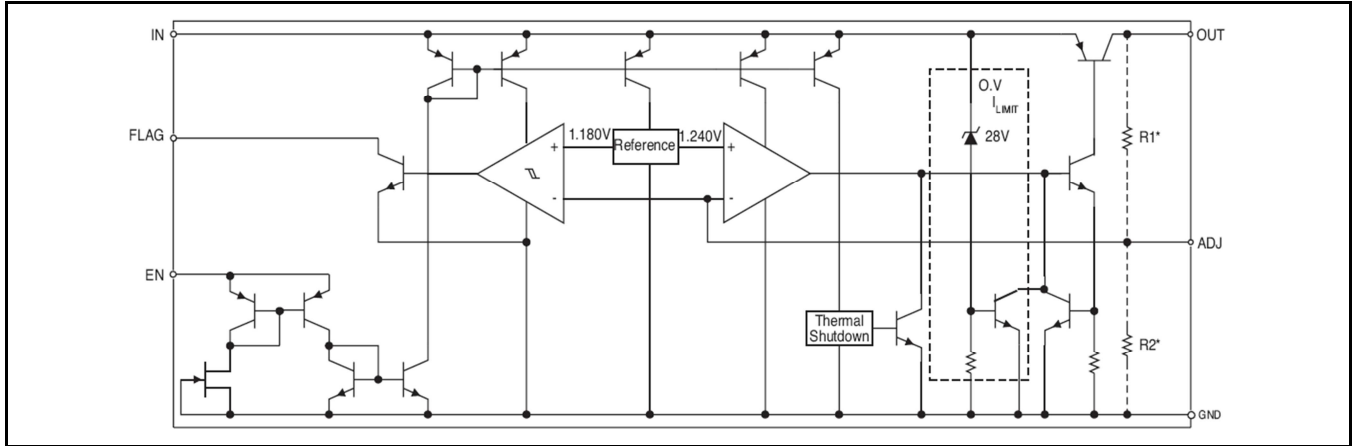 IN
OUT
O.V
ILIMIT
28V
FLAG
1.180V
Reference
1.240V
R1*
+
+
-
-
ADJ
EN
Thermal
Shutdown
R2*
GND